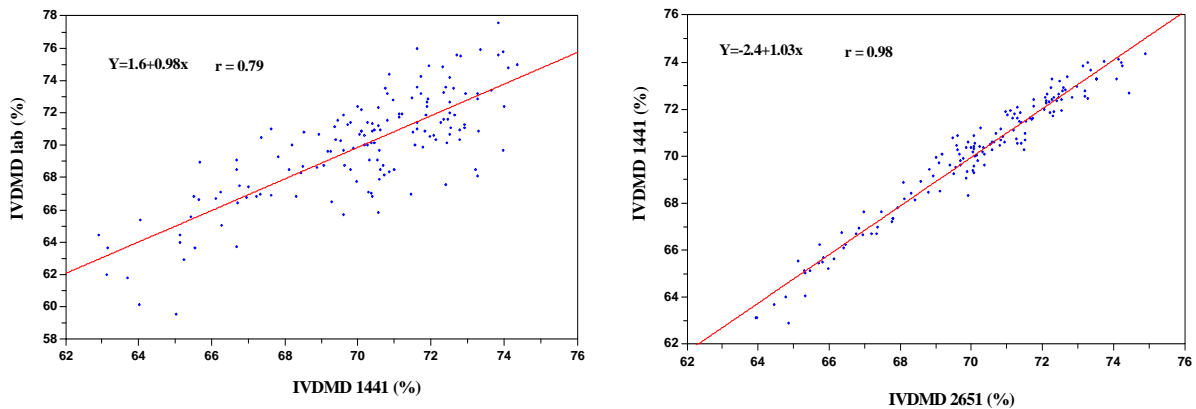 78
76
74
72
70
68
66
64
62
60
58
IVDMD lab (%)
Y=1.6+0.98x r = 0.79
62 64 66 68 70 72 74 76
IVDMD 1441 (%)
76
74
72
70
68
66
64
62
IVDMD 1441 (%)
Y=-2.4+1.03x r = 0.98
62 64 66 68 70 72 74 76
IVDMD 2651 (%)